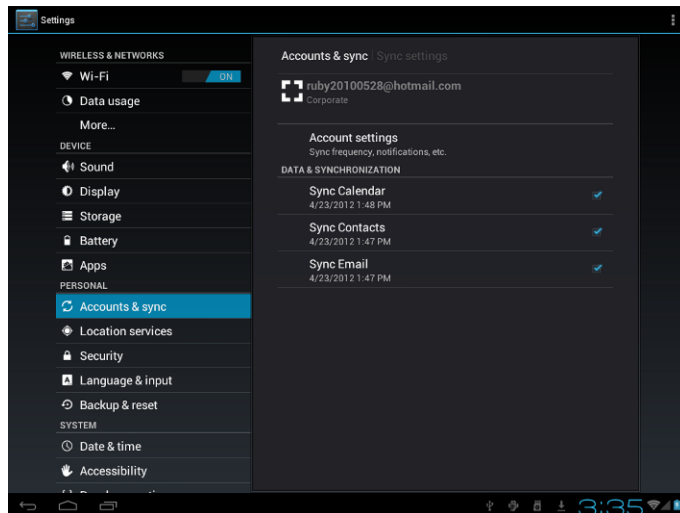 Settings
WIRELESS & NETWORKS
Wi-Fi ON
Data usage
More...
DEVICE
Sound
Display
Storage
Battery
Apps
PERSONAL
Accounts & sync
Location services
Security
Language & input
Backup & reset
SYSTEM
Date & time
Accessibility
Accounts & sync Sync settings
ruby20100528@hotmail.com
Corporate
Account settings
Sync frequency, notifications, etc.
DATA & SYNCHRONIZATION
Sync Calendar
4/23/2012 1:48 PM
Sync Contacts
4/23/2012 1:47 PM
Sync Email
4/23/2012 1:47 PM
3:35